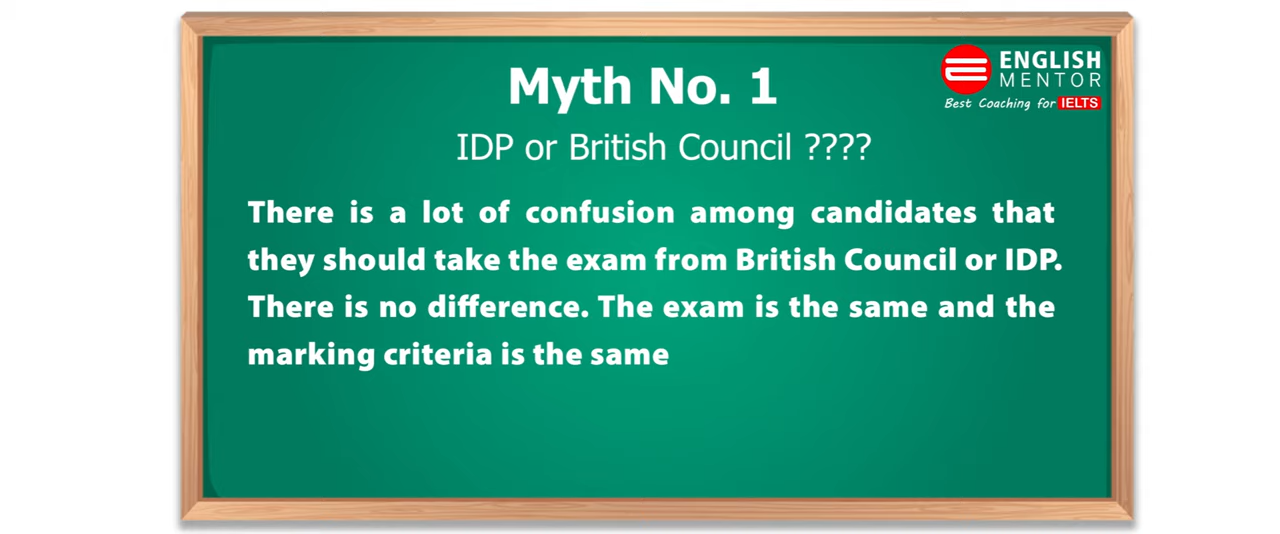 ENGLISH
MENTOR
Best Coaching for IELTS
Myth No. 1
IDP or British Council ????
There is a lot of confusion among candidates that
they should take the exam from British Council or IDP.
There is no difference. The exam is the same and the
marking criteria is the same